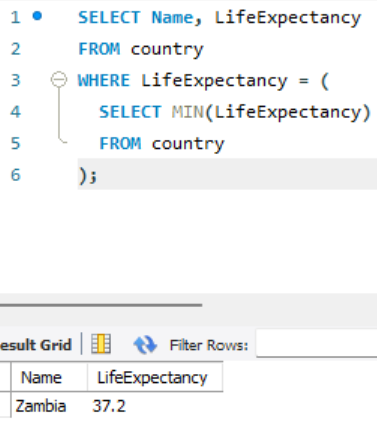 1 SELECT Name, LifeExpectancy
2 FROM country
3 WHERE LifeExpectancy = (
4 SELECT MIN(LifeExpectancy)
5 FROM country
6 );
esult Grid Filter Rows:
Name LifeExpectancy
Zambia 37.2